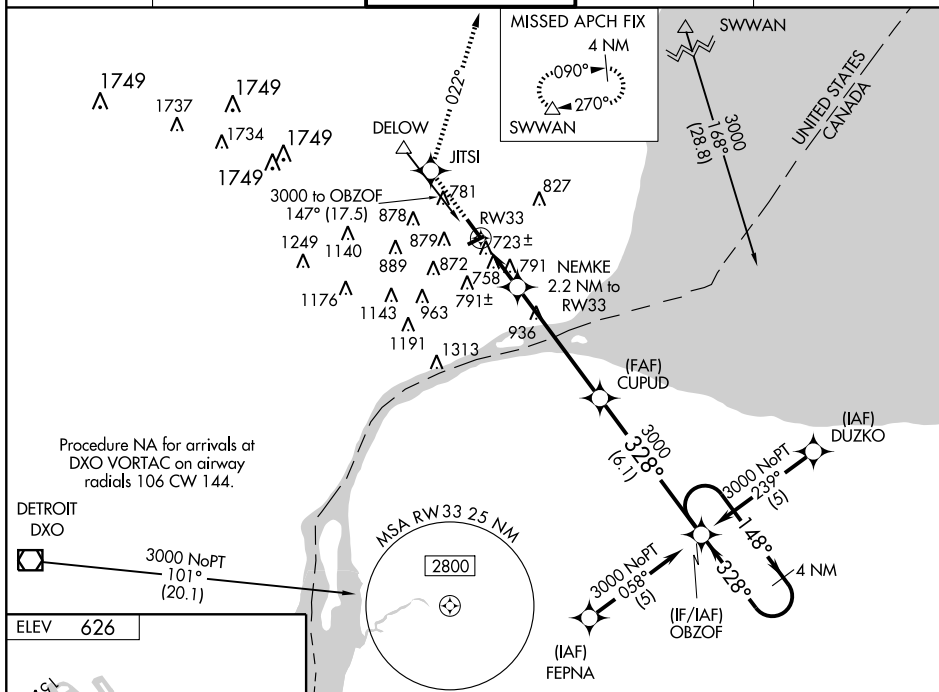 MISSED APCH FIX
4 NM
090°
270°
SWWAN
SWWAN
3000
168°
(28.8)
UNITED STATES
CANADA
022°
1749
1737
1749
1734
1749
1749
DELOW
JITSI
3000 to OBZOF
147° (17.5)
781
827
878
RW33
1249
1140
879
723±
889
872
758
791
NEMKE
2.2 NM to
RW33
1176
1143
963
791±
936
1191
1313
(FAF)
CUPUD
3000
328°
(6.1)
(IAF)
DUZKO
3000 NoPT
239°
(5)
Procedure NA for arrivals at
DXO VORTAC on airway
radials 106 CW 144.
DETROIT
DXO
3000 NoPT
101°
(20.1)
MSA RW33 25 NM
2800
148°
4 NM
328°
3000 NoPT
058°
(5)
(IF/IAF)
OBZOF
(IAF)
FEPNA
ELEV 626